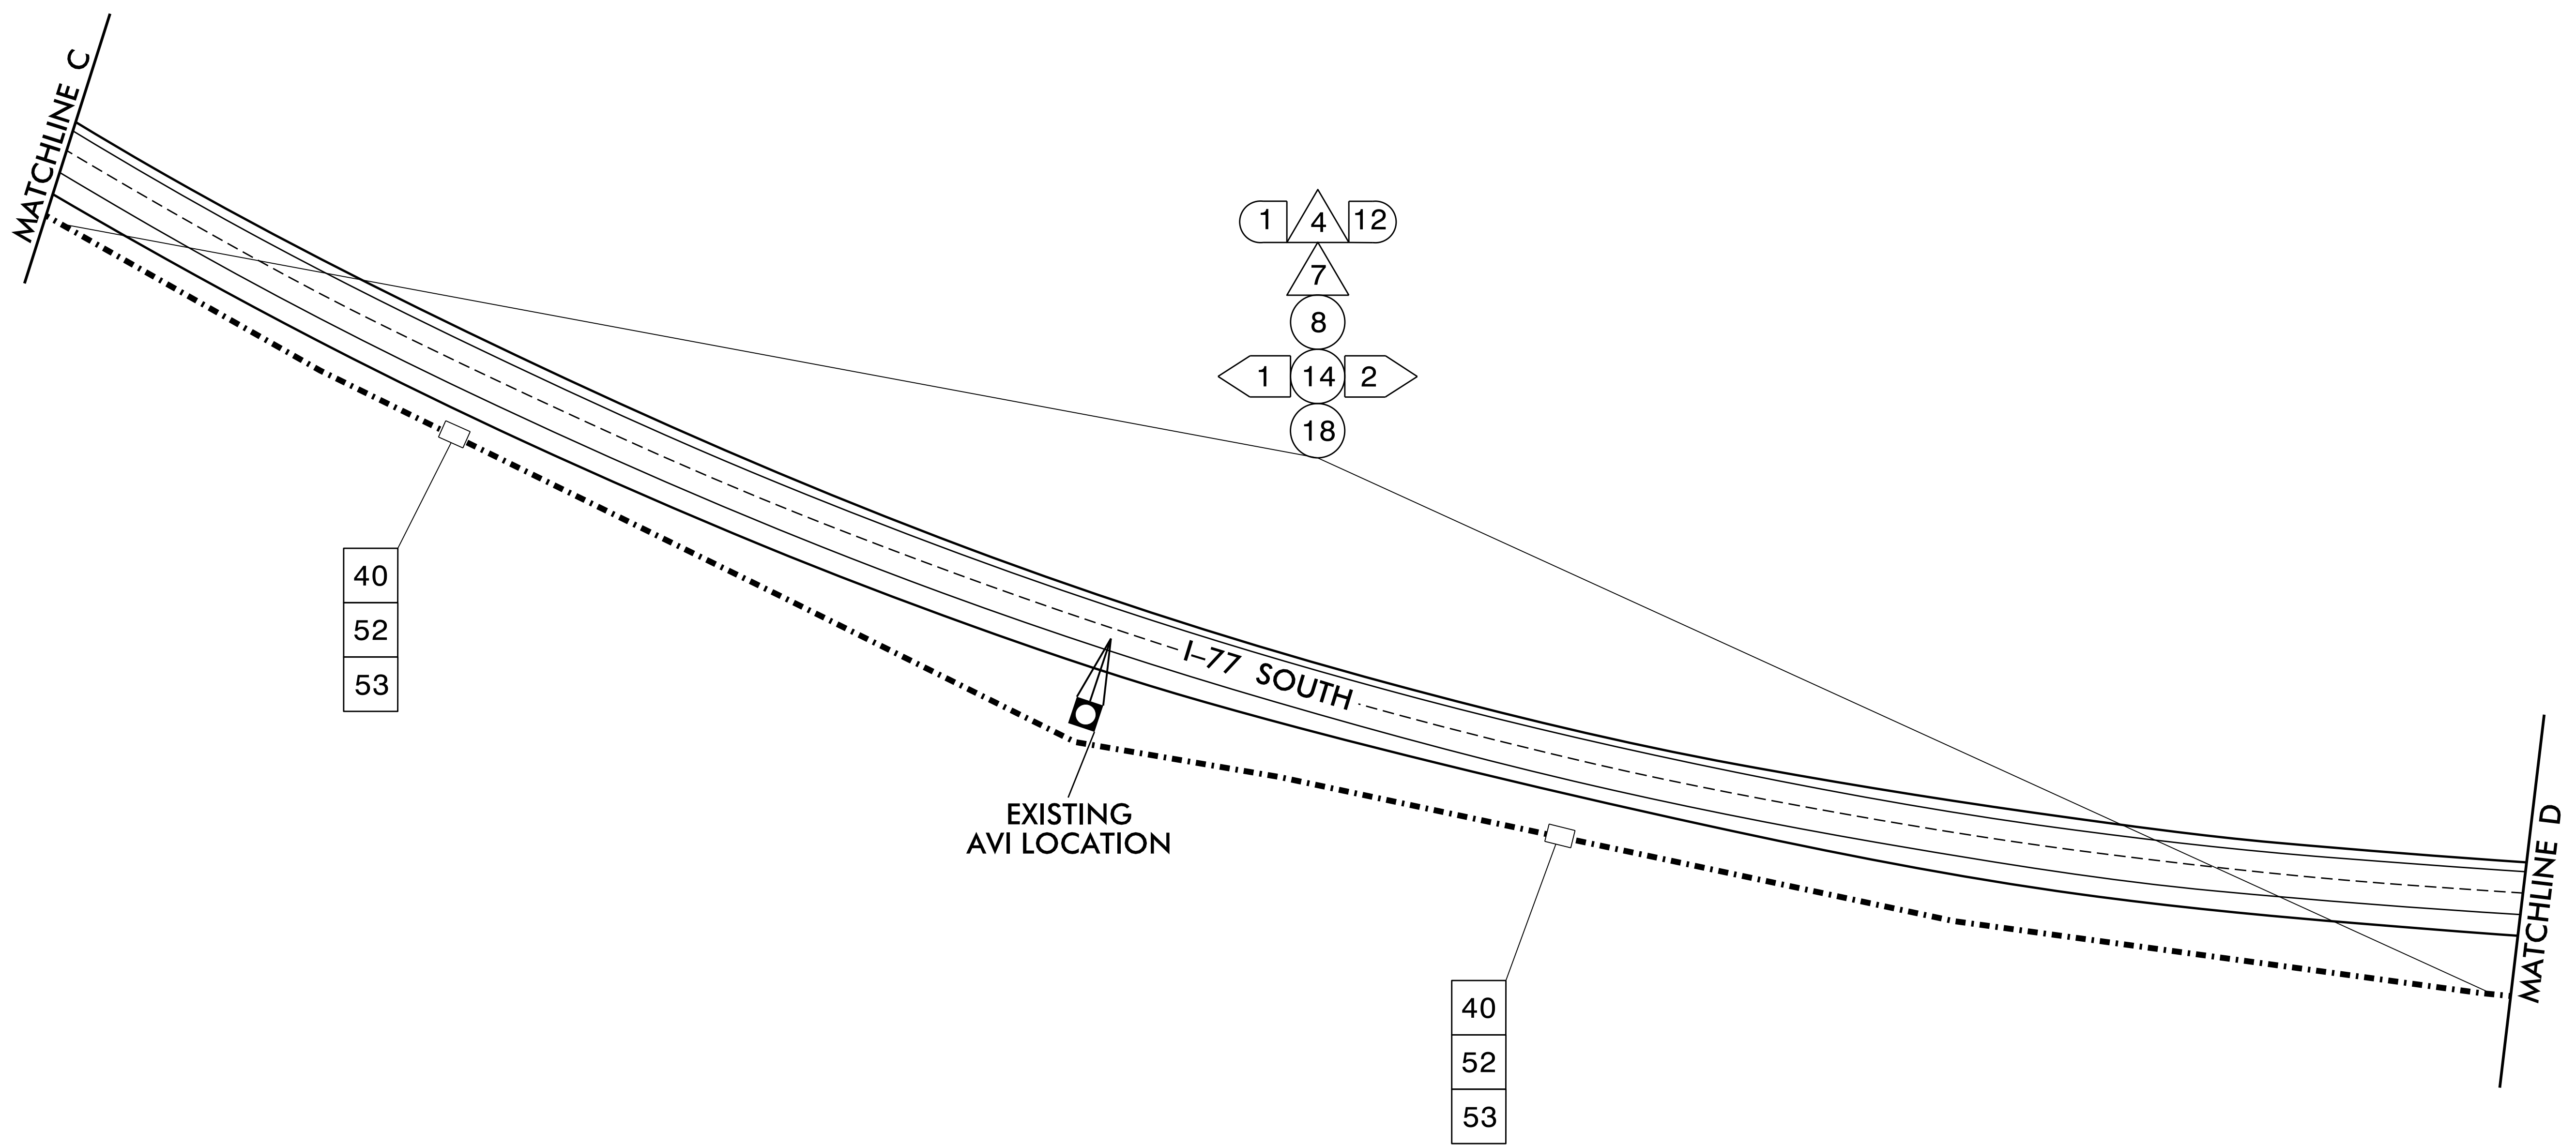 MATCHLINE C
1 4 12
7
8
1 14 2
18
40
52
53
I-77 SOUTH
EXISTING
AVI LOCATION
40
52
53
MATCHLINE D